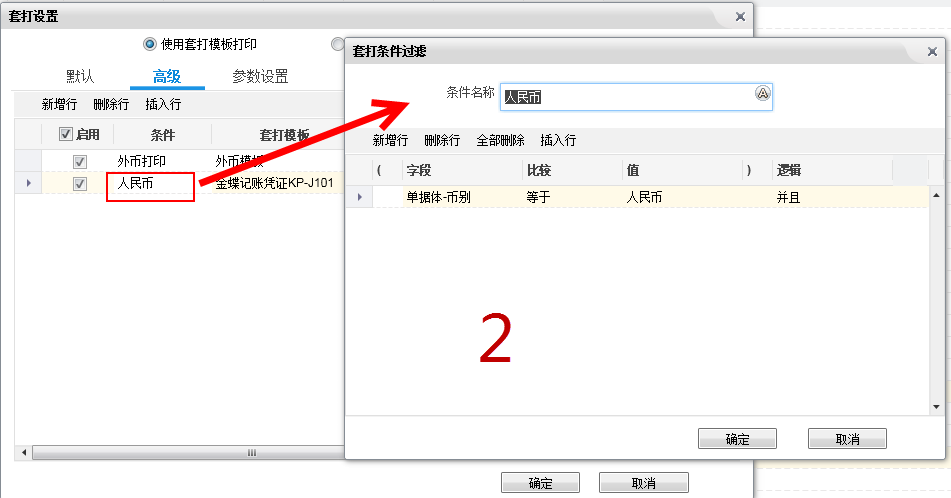 套打设置
使用套打模板打印
默认 高级 参数设置
新增行 删除行 插入行
启用 条件 套打模板
外币打印 外币模板
人民币 金蝶记账凭证KP-J101
确定 取消
套打条件过滤
条件名称 人民币
新增行 删除行 全部删除 插入行
( 字段 比较 值 ) 逻辑
单据体-币别 等于 人民币 并且
2
确定 取消